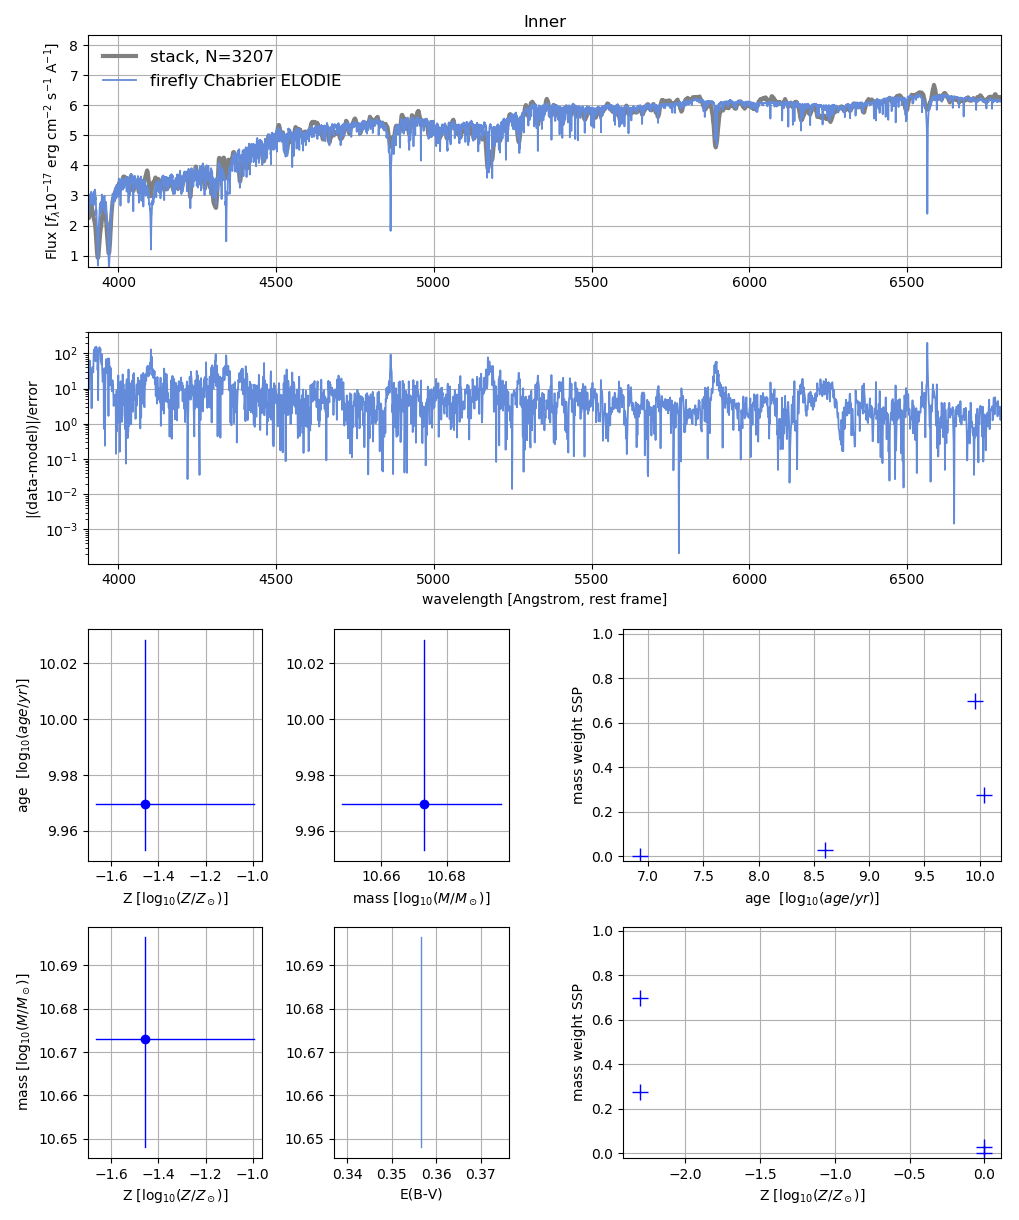 Inner
stack, N=3207
firefly Chabrier ELODIE
Flux [f_λ10⁻¹⁷ erg cm⁻² s⁻¹ A⁻¹]
8
7
6
5
4
3
2
1
4000 4500 5000 5500 6000 6500
|(data-model)|/error
10²
10¹
10⁰
10⁻¹
10⁻²
10⁻³
4000 4500 5000 5500 6000 6500
wavelength [Angstrom, rest frame]
age [log₁₀(age/yr)]
10.02
10.00
9.98
9.96
−1.6 −1.4 −1.2 −1.0
Z [log₁₀(Z/Z⊙)]
10.02
10.00
9.98
9.96
10.66 10.68
mass [log₁₀(M/M⊙)]
mass weight SSP
1.0
0.8
0.6
0.4
0.2
0.0
7.0 7.5 8.0 8.5 9.0 9.5 10.0
age [log₁₀(age/yr)]
mass [log₁₀(M/M⊙)]
10.69
10.68
10.67
10.66
10.65
−1.6 −1.4 −1.2 −1.0
Z [log₁₀(Z/Z⊙)]
10.69
10.68
10.67
10.66
10.65
0.34 0.35 0.36 0.37
E(B-V)
mass weight SSP
1.0
0.8
0.6
0.4
0.2
0.0
−2.0 −1.5 −1.0 −0.5 0.0
Z [log₁₀(Z/Z⊙)]